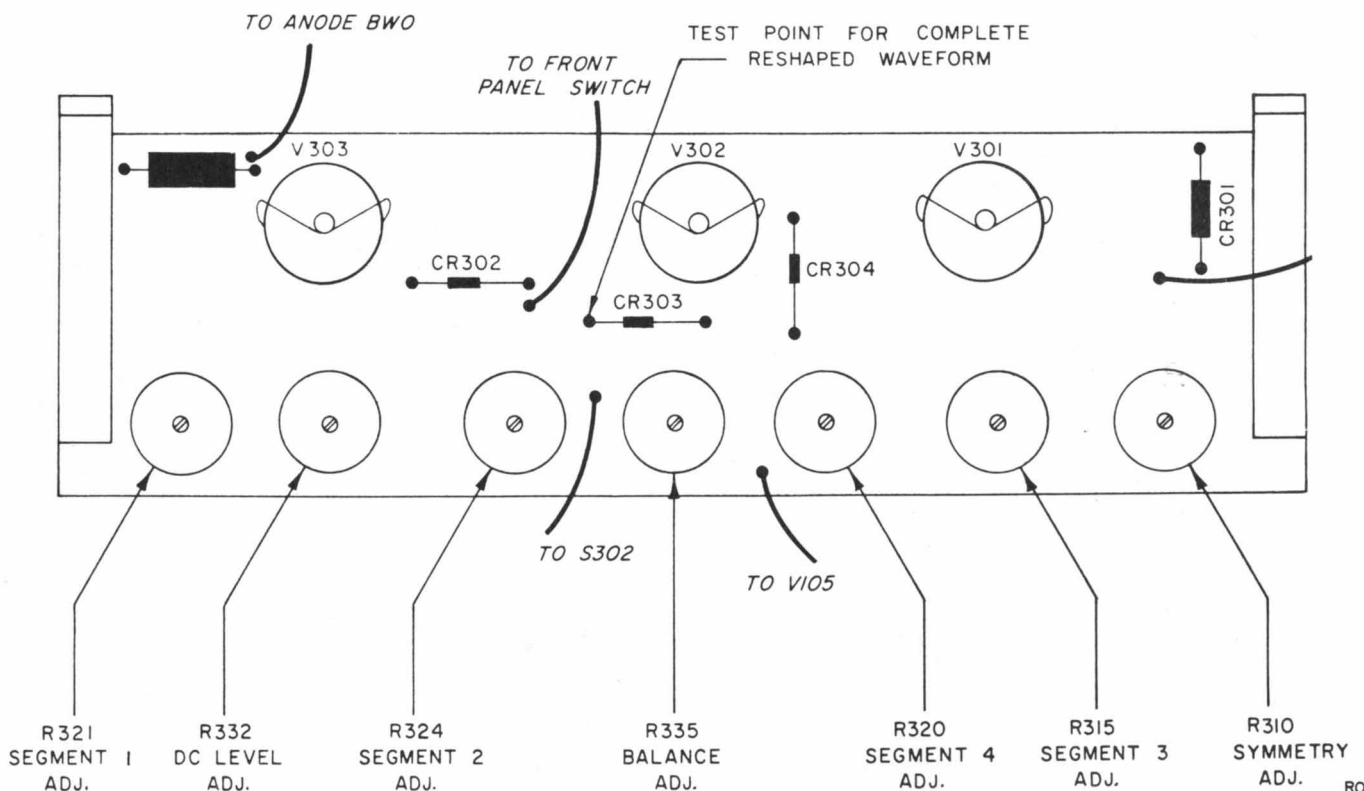 TO ANODE BWO
TEST POINT FOR COMPLETE
RESHAPED WAVEFORM
TO FRONT
PANEL SWITCH
V303
V302
V301
CR301
CR302
CR304
CR303
TO S302
TO V105
R321
SEGMENT 1
ADJ.
R332
DC LEVEL
ADJ.
R324
SEGMENT 2
ADJ.
R335
BALANCE
ADJ.
R320
SEGMENT 4
ADJ.
R315
SEGMENT 3
ADJ.
R310
SYMMETRY
ADJ.